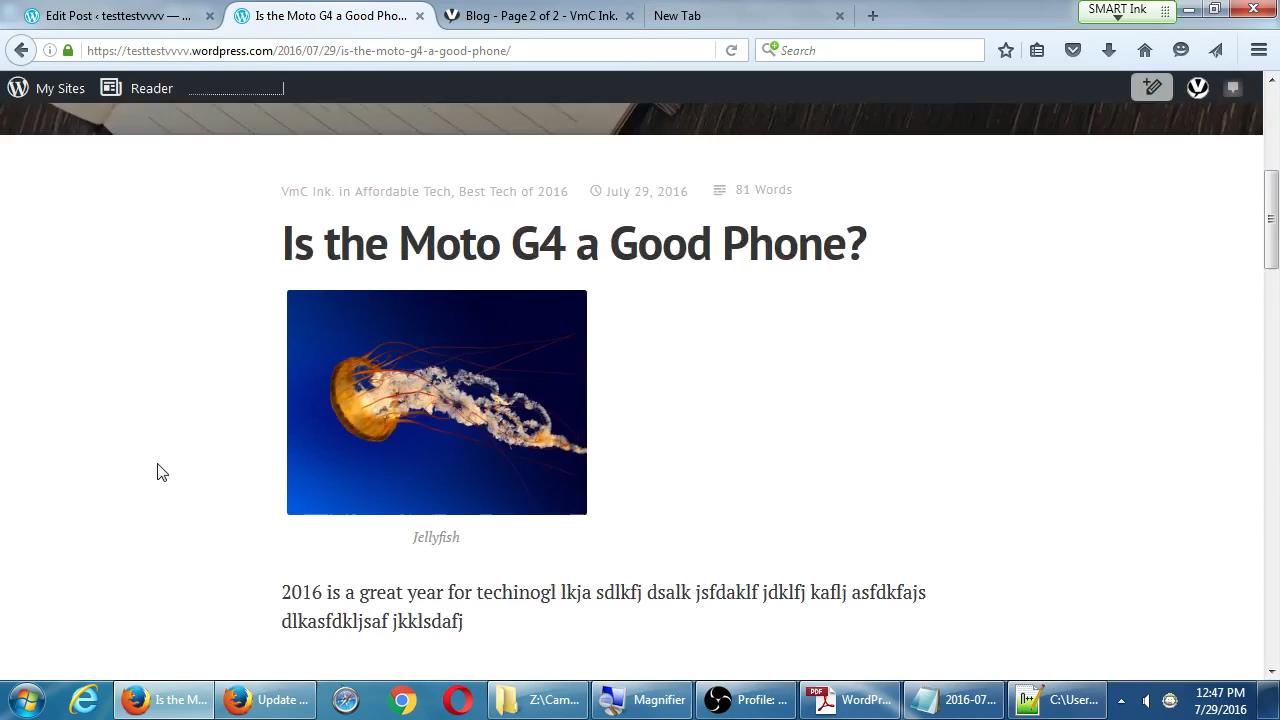 Edit Post ‹ testtestvvvv — ...
Is the Moto G4 a Good Pho...
Blog - Page 2 of 2 - VmC Ink.
New Tab
SMART Ink
https://testtestvvvv.wordpress.com/2016/07/29/is-the-moto-g4-a-good-phone/
Search
My Sites
Reader
VmC Ink. in Affordable Tech, Best Tech of 2016
July 29, 2016
81 Words
Is the Moto G4 a Good Phone?
Jellyfish
2016 is a great year for techinogl lkja sdlkfj dsalk jsfdaklf jdklfj kaflj asfdkfajs
dlkasfdkljsaf jkklsdafj
Is the M...
Update ...
Z:\Cam...
Magnifier
Profile: ...
PDF
WordPr...
2016-07...
C:\User...
12:47 PM
7/29/2016